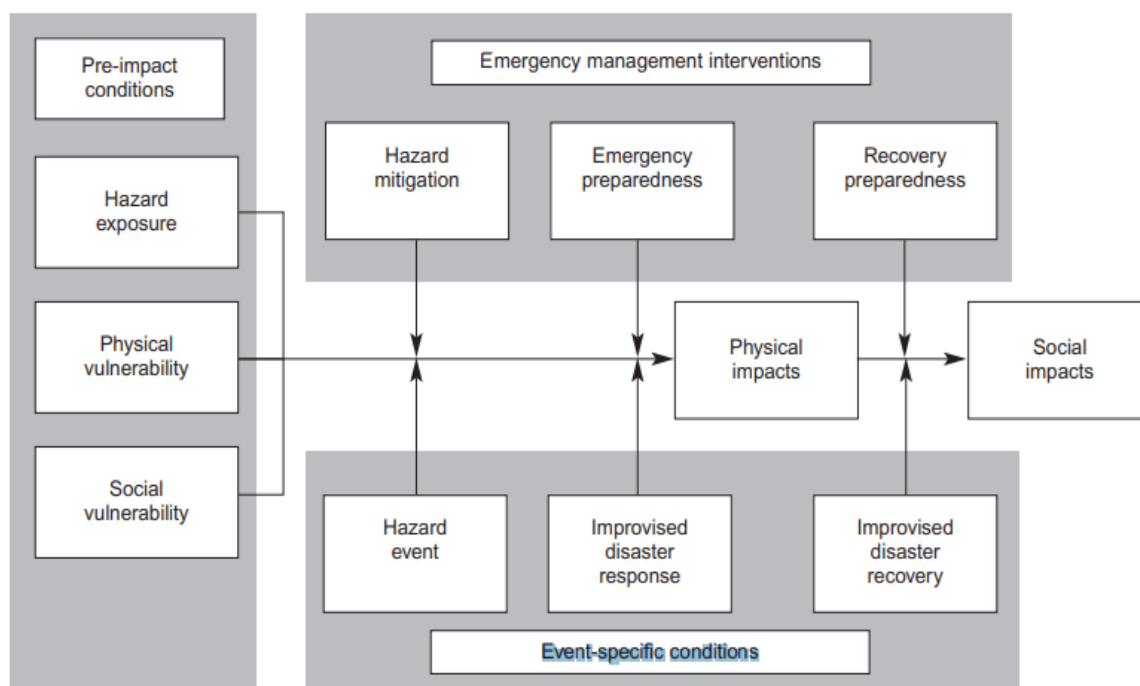 Pre-impact
conditions
Emergency management interventions
Hazard
exposure
Hazard
mitigation
Emergency
preparedness
Recovery
preparedness
Physical
vulnerability
Physical
impacts
Social
impacts
Social
vulnerability
Hazard
event
Improvised
disaster
response
Improvised
disaster
recovery
Event-specific conditions